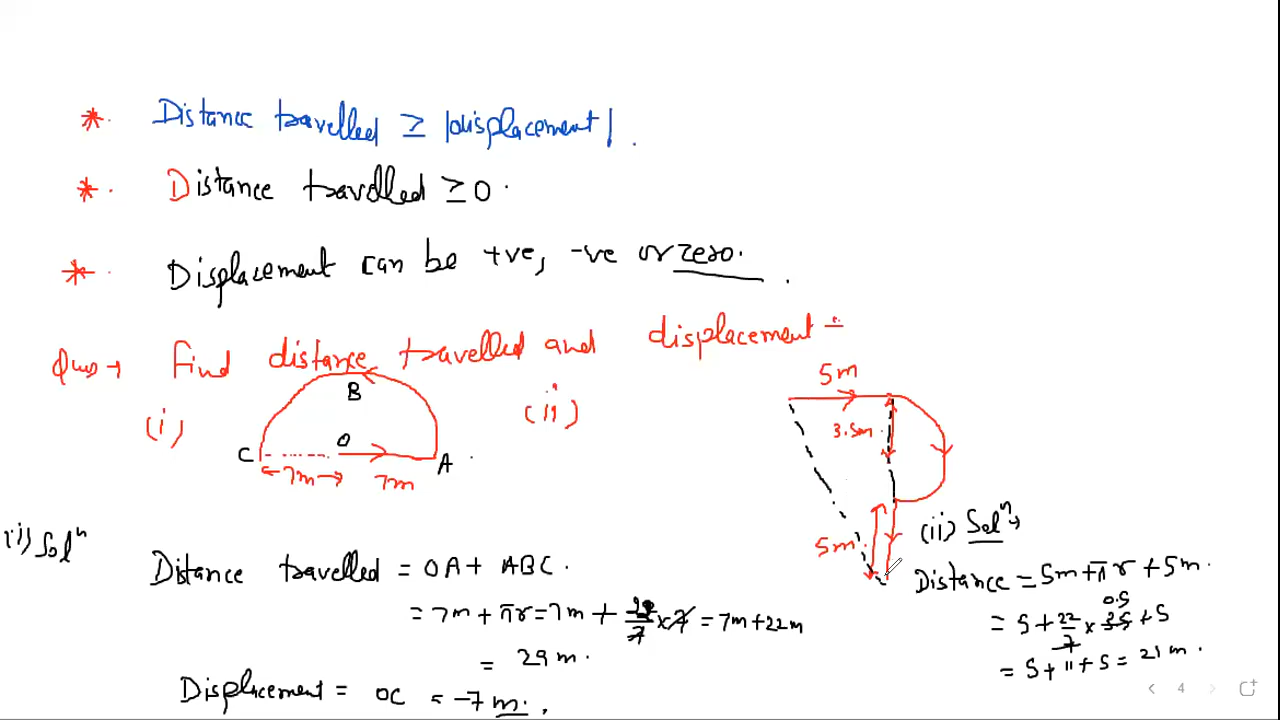 * Distance travelled ≥ |displacement|.
* Distance travelled ≥ 0.
* Displacement can be +ve, -ve or zero.
Ques → Find distance travelled and displacement =
(i)
B
O
C
A
7m
7m
(ii)
5m
3.5m
5m
(i) Solⁿ
Distance travelled = OA + ABC.
= 7m + πr = 7m + 22/7 × 7 = 7m + 22m
= 29 m.
Displacement = OC = -7 m.
(ii) Solⁿ →
Distance = 5m + πr + 5m.
= 5 + 22/7 × 3.5 + 5
0.5
= 5 + 11 + 5 = 21 m.
4